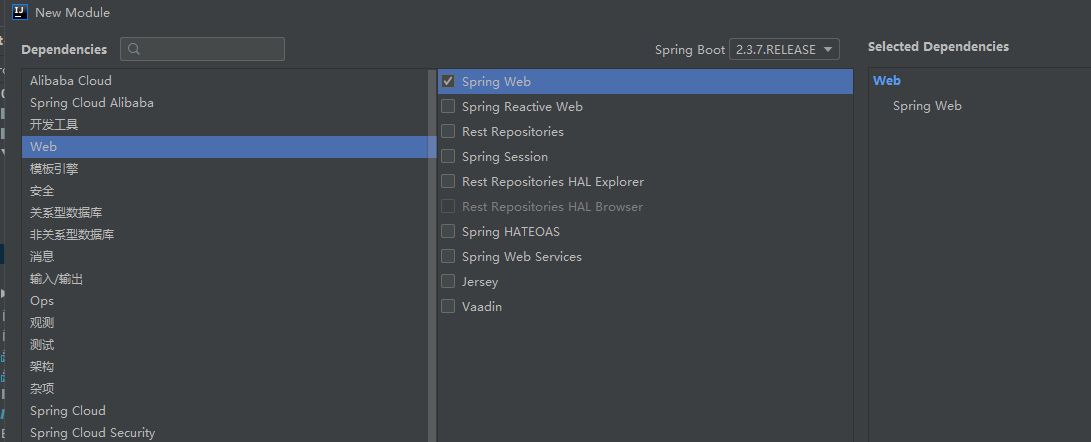 New Module
Dependencies
Spring Boot 2.3.7.RELEASE
Selected Dependencies
Alibaba Cloud
Spring Cloud Alibaba
开发工具
Web
模板引擎
安全
关系型数据库
非关系型数据库
消息
输入/输出
Ops
观测
测试
架构
杂项
Spring Cloud
Spring Cloud Security
Spring Web
Spring Reactive Web
Rest Repositories
Spring Session
Rest Repositories HAL Explorer
Rest Repositories HAL Browser
Spring HATEOAS
Spring Web Services
Jersey
Vaadin
Web
Spring Web